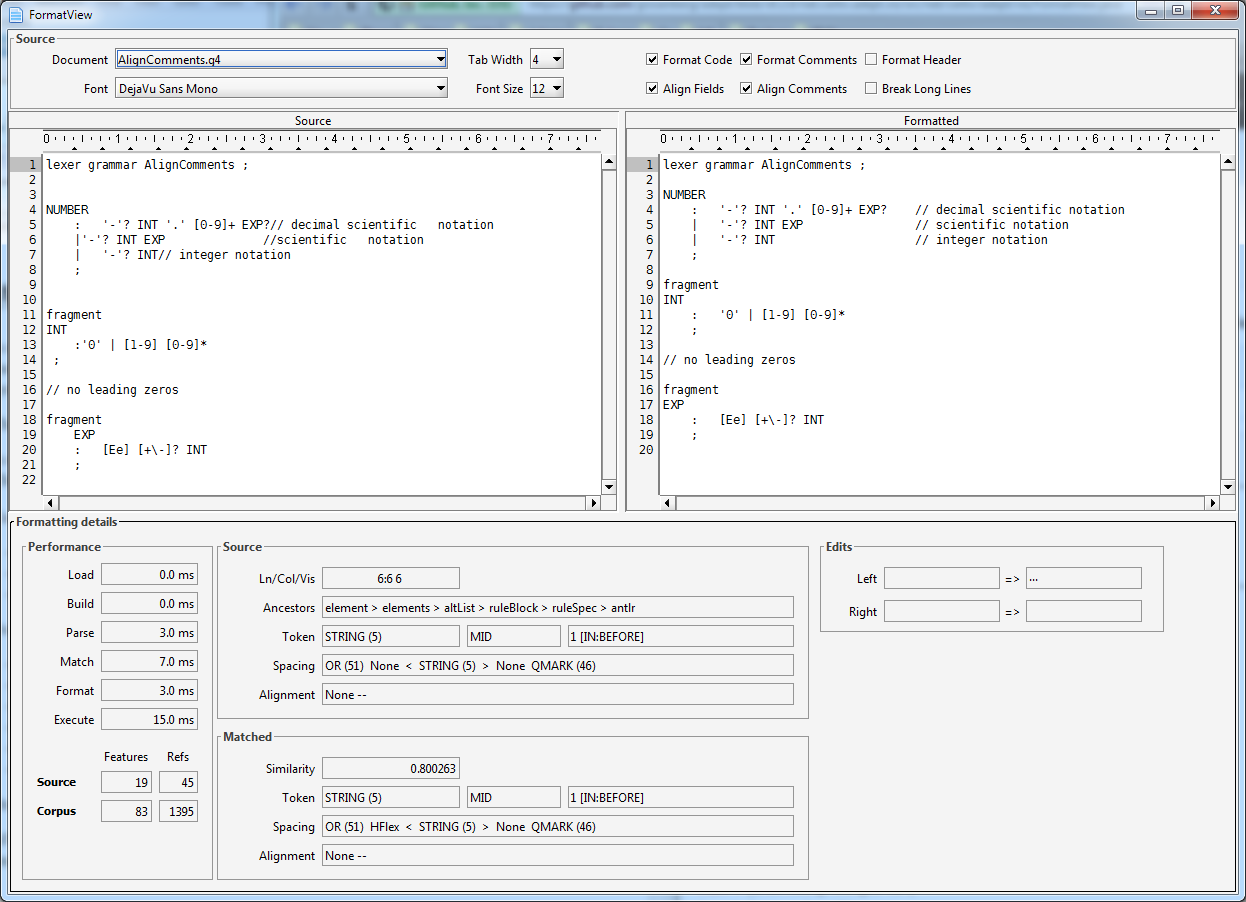 FormatView
Source
Document AlignComments.g4 Tab Width 4 Format Code Format Comments Format Header
Font DejaVu Sans Mono Font Size 12 Align Fields Align Comments Break Long Lines
Source
0 1 2 3 4 5 6 7
1 lexer grammar AlignComments ;
2
3
4 NUMBER
5     :   '-'? INT '.' [0-9]+ EXP?// decimal scientific   notation
6     |'-'? INT EXP              //scientific   notation
7     |   '-'? INT// integer notation
8     ;
9
10
11 fragment
12 INT
13     :'0' | [1-9] [0-9]*
14  ;
15
16 // no leading zeros
17
18 fragment
19     EXP
20     :   [Ee] [+\-]? INT
21     ;
22
Formatted
0 1 2 3 4 5 6 7
1 lexer grammar AlignComments ;
2
3 NUMBER
4     :   '-'? INT '.' [0-9]+ EXP?    // decimal scientific notation
5     |   '-'? INT EXP                // scientific notation
6     |   '-'? INT                    // integer notation
7     ;
8
9 fragment
10 INT
11     :   '0' | [1-9] [0-9]*
12     ;
13
14 // no leading zeros
15
16 fragment
17 EXP
18     :   [Ee] [+\-]? INT
19     ;
20
Formatting details
Performance
Load 0.0 ms
Build 0.0 ms
Parse 3.0 ms
Match 7.0 ms
Format 3.0 ms
Execute 15.0 ms
Features Refs
Source 19 45
Corpus 83 1395
Source
Ln/Col/Vis 6:6 6
Ancestors element > elements > altList > ruleBlock > ruleSpec > antlr
Token STRING (5) MID 1 [IN:BEFORE]
Spacing OR (51) None < STRING (5) > None QMARK (46)
Alignment None --
Matched
Similarity 0.800263
Token STRING (5) MID 1 [IN:BEFORE]
Spacing OR (51) HFlex < STRING (5) > None QMARK (46)
Alignment None --
Edits
Left => ...
Right =>